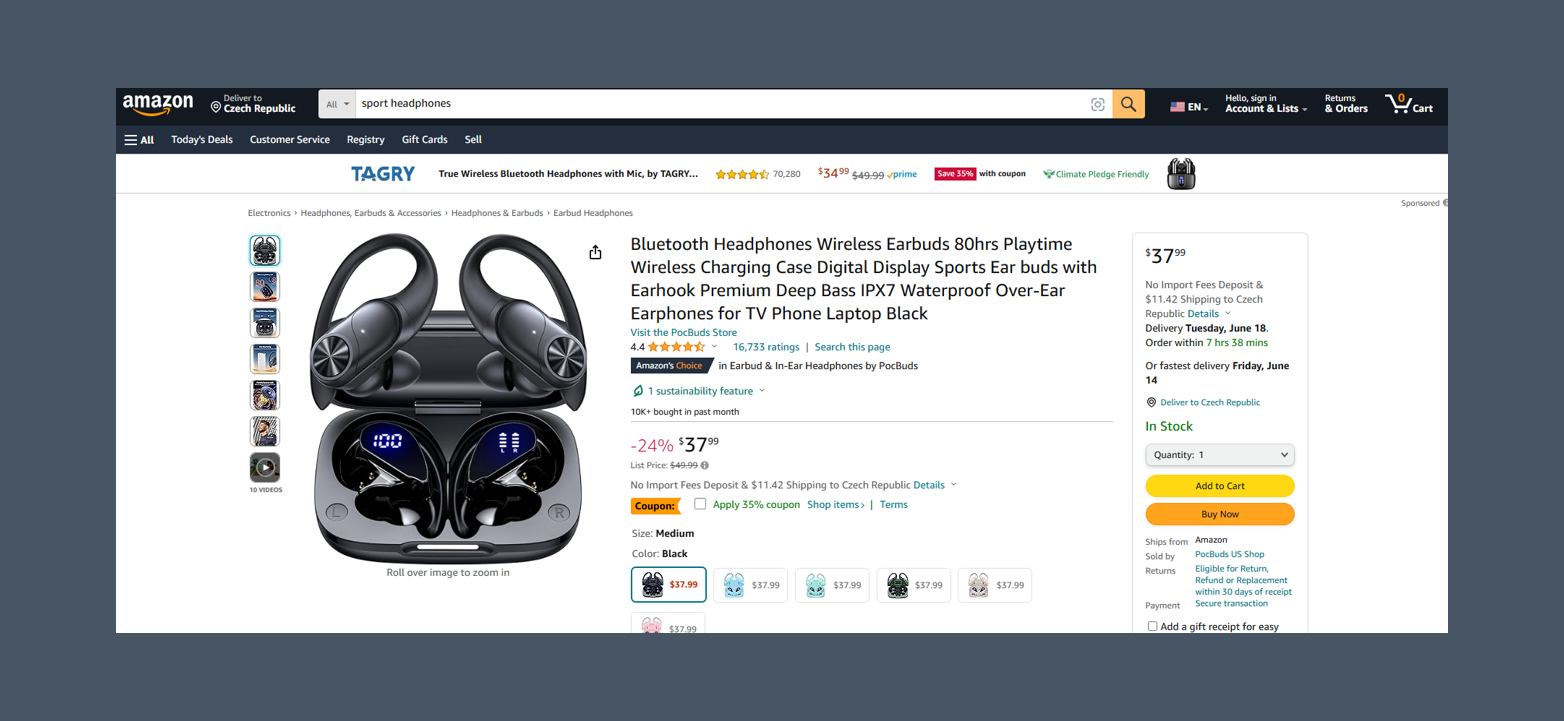 amazon
Deliver to
Czech Republic
All
sport headphones
EN
Hello, sign in
Account & Lists
Returns
& Orders
0
Cart
All
Today's Deals
Customer Service
Registry
Gift Cards
Sell
TAGRY
True Wireless Bluetooth Headphones with Mic, by TAGRY...
70,280
$34.99 $49.99 prime
Save 35% with coupon
Climate Pledge Friendly
Sponsored
Electronics › Headphones, Earbuds & Accessories › Headphones & Earbuds › Earbud Headphones
10 VIDEOS
100
L R
L
R
Roll over image to zoom in
Bluetooth Headphones Wireless Earbuds 80hrs Playtime
Wireless Charging Case Digital Display Sports Ear buds with
Earhook Premium Deep Bass IPX7 Waterproof Over-Ear
Earphones for TV Phone Laptop Black
Visit the PocBuds Store
4.4
16,733 ratings | Search this page
Amazon's Choice in Earbud & In-Ear Headphones by PocBuds
1 sustainability feature
10K+ bought in past month
-24% $37.99
List Price: $49.99
No Import Fees Deposit & $11.42 Shipping to Czech Republic Details
Coupon: Apply 35% coupon Shop items › | Terms
Size: Medium
Color: Black
$37.99
$37.99
$37.99
$37.99
$37.99
$37.99
$37.99
No Import Fees Deposit &
$11.42 Shipping to Czech
Republic Details
Delivery Tuesday, June 18.
Order within 7 hrs 38 mins
Or fastest delivery Friday, June
14
Deliver to Czech Republic
In Stock
Quantity: 1
Add to Cart
Buy Now
Ships from Amazon
Sold by PocBuds US Shop
Returns Eligible for Return,
Refund or Replacement
within 30 days of receipt
Payment Secure transaction
Add a gift receipt for easy